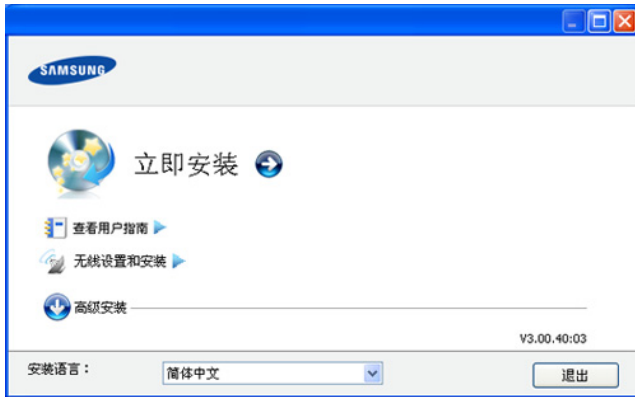 SAMSUNG
立即安装
查看用户指南
无线设置和安装
高级安装
V3.00.40:03
安装语言：
简体中文
退出